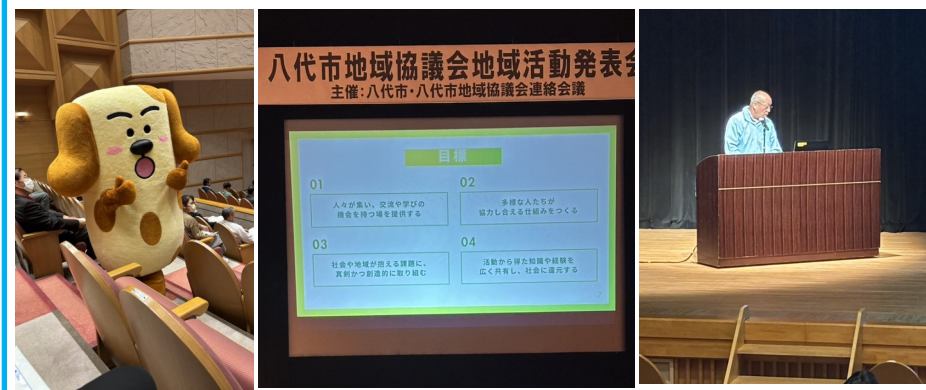 八代市地域協議会地域活動発表会
主催:八代市・八代市地域協議会連絡会議
目標
01
人々が集い、交流や学びの
機会を持つ場を提供する
02
多様な人たちが
協力し合える仕組みをつくる
03
社会や地域が抱える課題に、
真剣かつ創造的に取り組む
04
活動から得た知識や経験を
広く共有し、社会に還元する